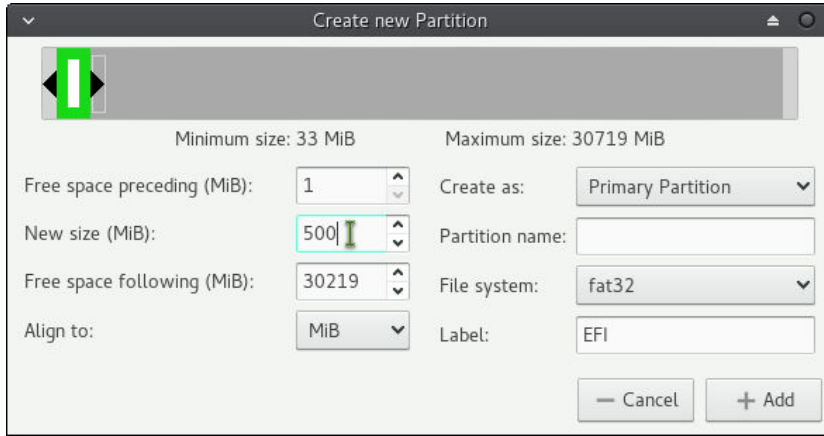 Create new Partition
Minimum size: 33 MiB Maximum size: 30719 MiB
Free space preceding (MiB): 1 Create as: Primary Partition
New size (MiB): 500 Partition name:
Free space following (MiB): 30219 File system: fat32
Align to: MiB Label: EFI
Cancel Add